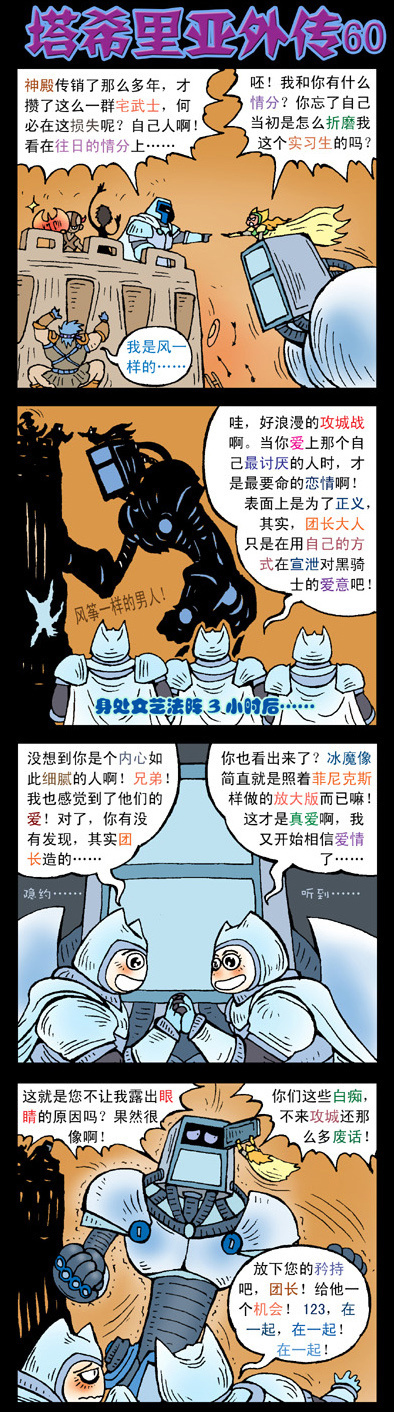 塔希里亚外传60
神殿传销了那么多年，才
攒了这么一群宅武士，何
必在这损失呢？自己人啊！
看在往日的情分上……
呸！我和你有什么
情分？你忘了自己
当初是怎么折磨我
这个实习生的吗？
我是风一
样的……
哇，好浪漫的攻城战
啊。当你爱上那个自
己最讨厌的人时，才
是最要命的恋情啊！
表面上是为了正义，
其实，团长大人
只是在用自己的方
式在宣泄对黑骑
士的爱意吧！
风筝一样的男人！
身处文艺法阵3小时后……
没想到你是个内心如
此细腻的人啊！兄弟！
我也感觉到了他们的
爱！对了，你有没
有发现，其实团
长造的……
你也看出来了？冰魔像
简直就是照着菲尼克斯
样做的放大版而已嘛！
这才是真爱啊，我
又开始相信爱情
了……
隐约……
听到……
这就是您不让我露出眼
睛的原因吗？果然很
像啊！
你们这些白痴，
不来攻城还那
么多废话！
放下您的矜持
吧，团长！给他一
个机会！123，在
一起，在一起！
在一起！